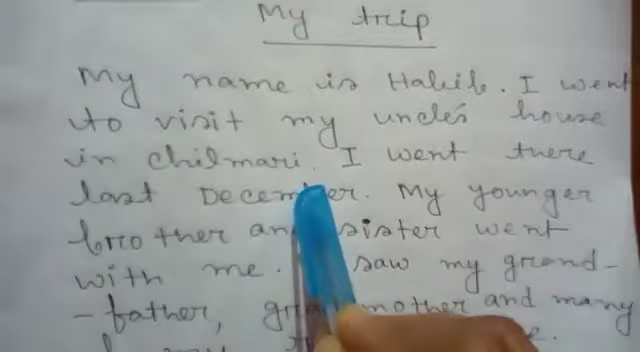 My trip
My name is Habib. I went
to visit my uncle's house
in chilmari. I went there
last December. My younger
brother and sister went
with me. saw my grand-
-father, mother and many